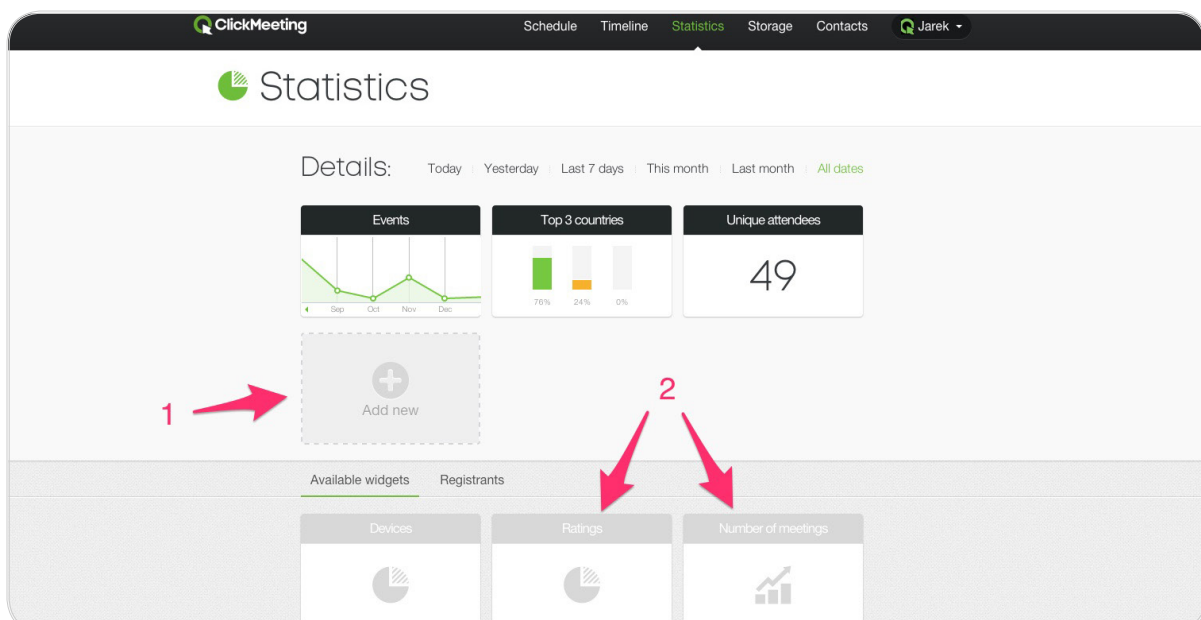 ClickMeeting
Schedule Timeline Statistics Storage Contacts Jarek
Statistics
Details: Today Yesterday Last 7 days This month Last month All dates
Events Top 3 countries Unique attendees
49
76% 24% 0%
Sep Oct Nov Dec
Add new
1
2
Available widgets Registrants
Devices Ratings Number of meetings